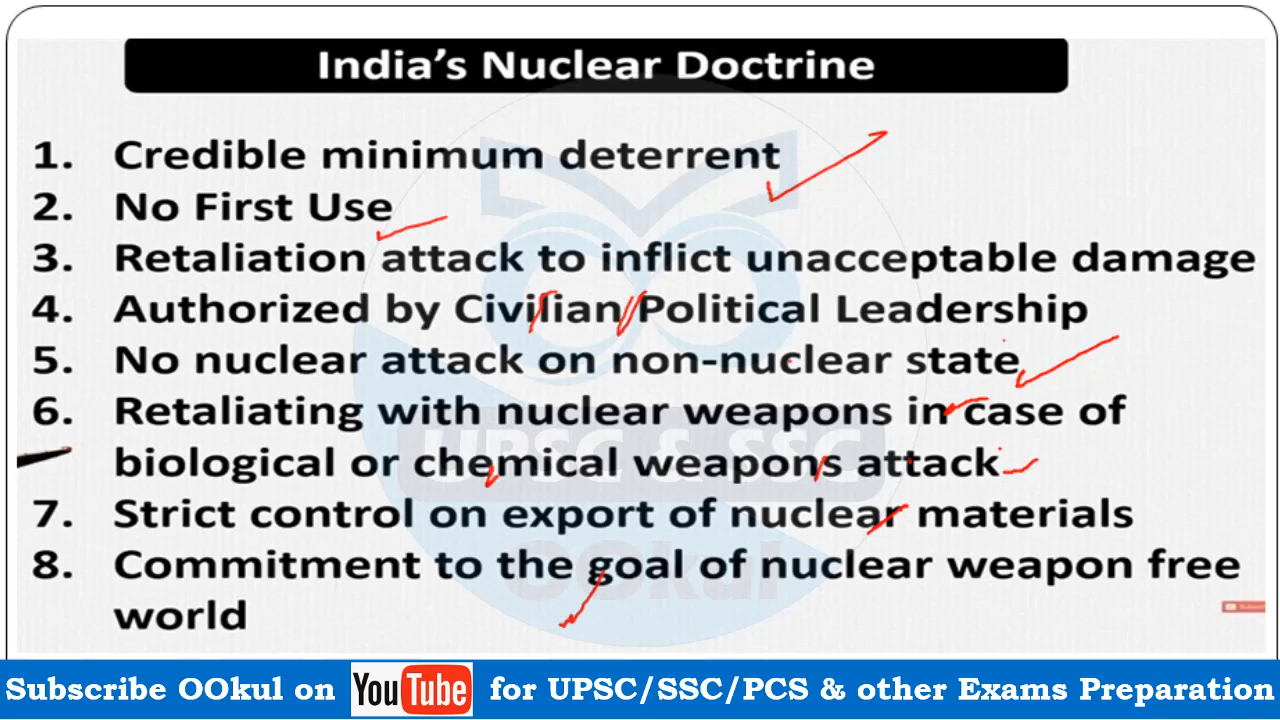 India's Nuclear Doctrine
1. Credible minimum deterrent
2. No First Use
3. Retaliation attack to inflict unacceptable damage
4. Authorized by Civilian/Political Leadership
5. No nuclear attack on non-nuclear state
6. Retaliating with nuclear weapons in case of
biological or chemical weapons attack
7. Strict control on export of nuclear materials
8. Commitment to the goal of nuclear weapon free
world
UPSC & SSC
OOkul
Subscribe OOkul on YouTube for UPSC/SSC/PCS & other Exams Preparation